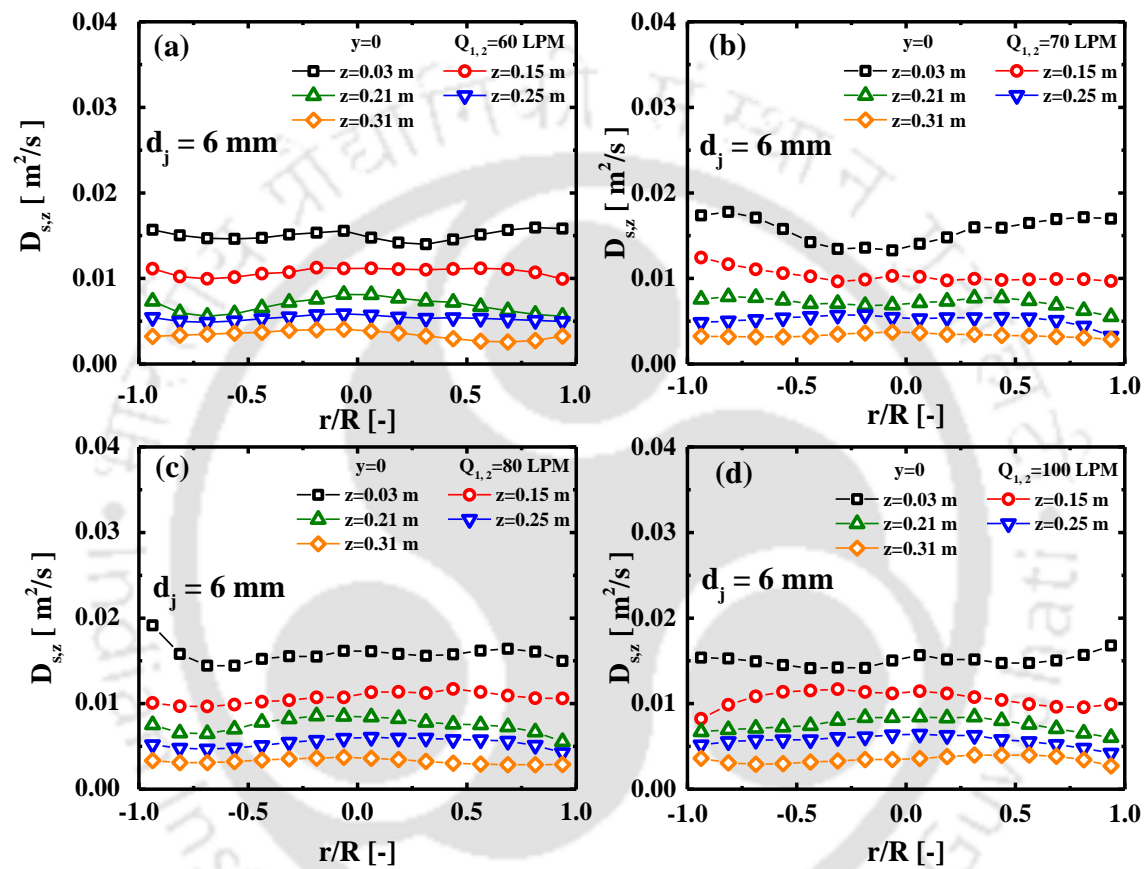 (a) y=0 Q1,2=60 LPM
z=0.03 m z=0.15 m
z=0.21 m z=0.25 m
z=0.31 m
dj = 6 mm
Ds,z [ m²/s ]
0.04
0.03
0.02
0.01
0.00
-1.0 -0.5 0.0 0.5 1.0
r/R [-]
(b) y=0 Q1,2=70 LPM
z=0.03 m z=0.15 m
z=0.21 m z=0.25 m
z=0.31 m
dj = 6 mm
Ds,z [ m²/s ]
0.04
0.03
0.02
0.01
0.00
-1.0 -0.5 0.0 0.5 1.0
r/R [-]
(c) y=0 Q1,2=80 LPM
z=0.03 m z=0.15 m
z=0.21 m z=0.25 m
z=0.31 m
dj = 6 mm
Ds,z [ m²/s ]
0.04
0.03
0.02
0.01
0.00
-1.0 -0.5 0.0 0.5 1.0
r/R [-]
(d) y=0 Q1,2=100 LPM
z=0.03 m z=0.15 m
z=0.21 m z=0.25 m
z=0.31 m
dj = 6 mm
Ds,z [ m²/s ]
0.04
0.03
0.02
0.01
0.00
-1.0 -0.5 0.0 0.5 1.0
r/R [-]